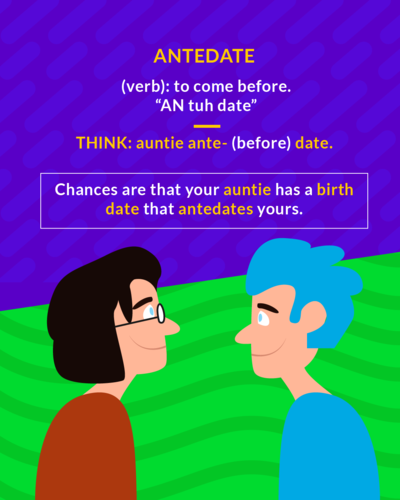 ANTEDATE
(verb): to come before.
“AN tuh date”
THINK: auntie ante- (before) date.
Chances are that your auntie has a birth
date that antedates yours.